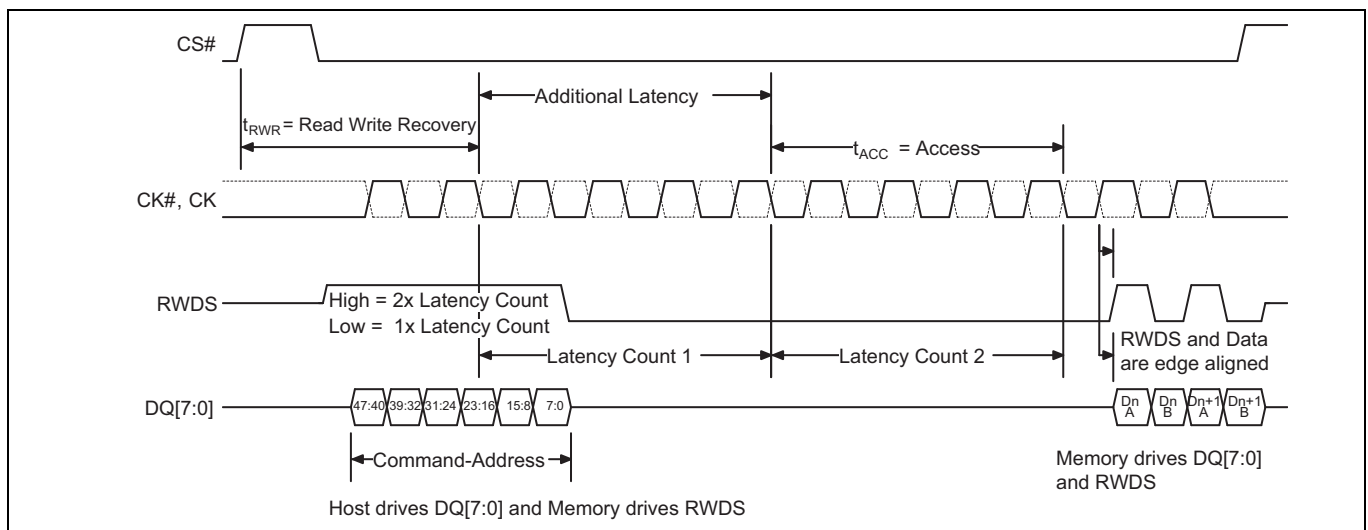 CS#
Additional Latency
tRWR = Read Write Recovery
tACC = Access
CK#, CK
RWDS
High = 2x Latency Count
Low = 1x Latency Count
Latency Count 1
Latency Count 2
RWDS and Data
are edge aligned
DQ[7:0]
47:40 39:32 31:24 23:16 15:8 7:0
Dn A Dn B Dn+1 A Dn+1 B
Command-Address
Memory drives DQ[7:0]
and RWDS
Host drives DQ[7:0] and Memory drives RWDS